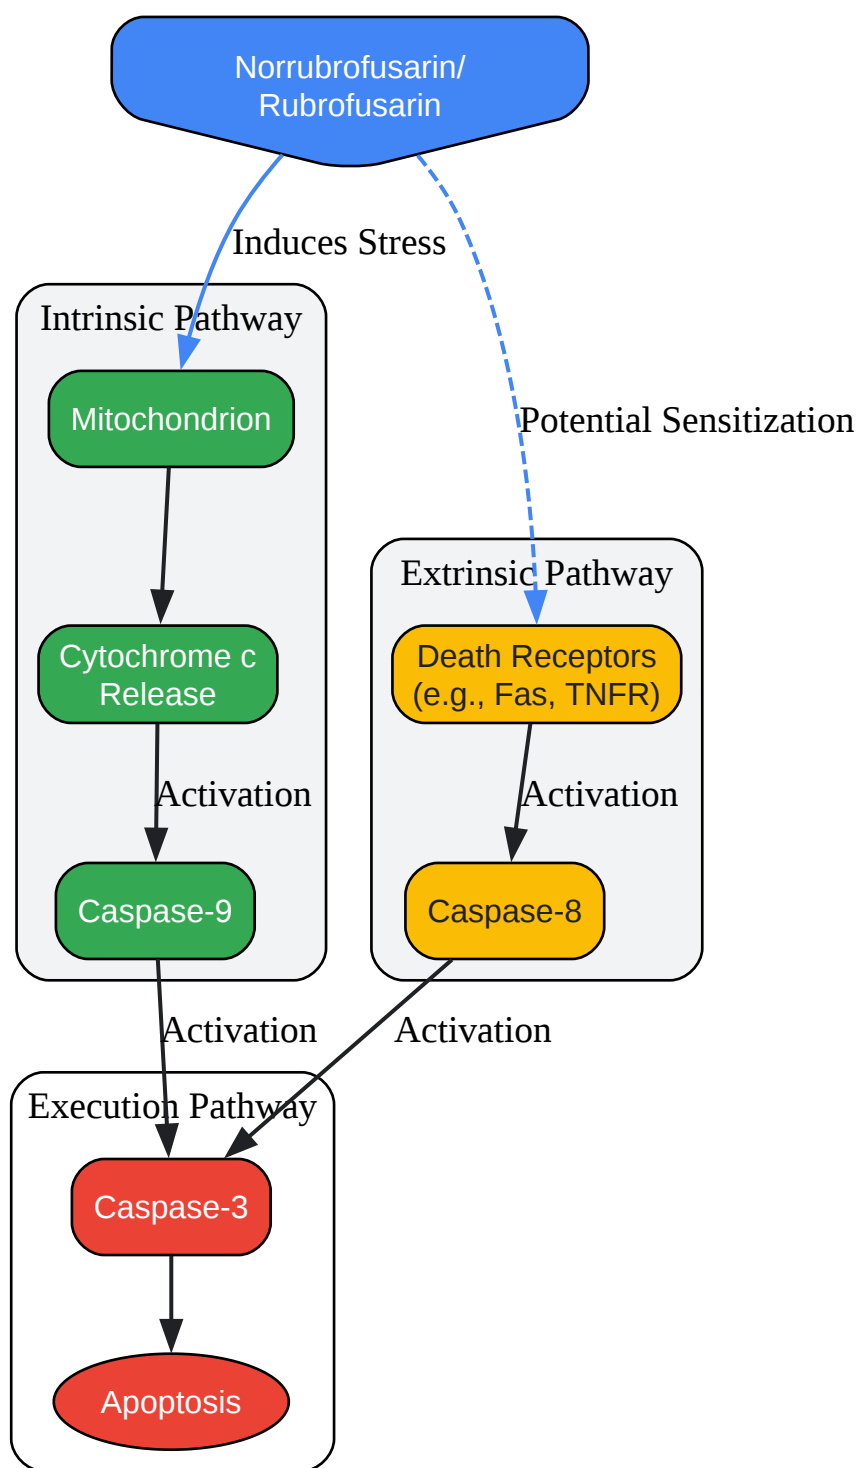 Norrubrofusarin/
Rubrofusarin
Induces Stress
Intrinsic Pathway
Mitochondrion
Potential Sensitization
Extrinsic Pathway
Cytochrome c
Release
Death Receptors
(e.g., Fas, TNFR)
Activation
Activation
Caspase-9
Caspase-8
Activation
Activation
Execution Pathway
Caspase-3
Apoptosis